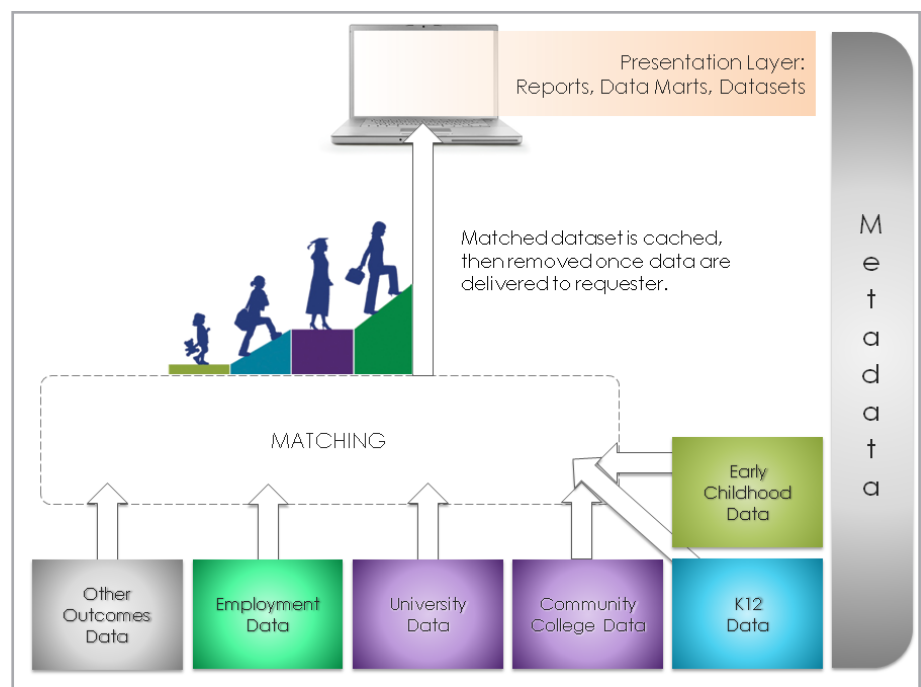 Presentation Layer:
Reports, Data Marts, Datasets
Matched dataset is cached,
then removed once data are
delivered to requester.
MATCHING
Early
Childhood
Data
Other
Outcomes
Data
Employment
Data
University
Data
Community
College Data
K12
Data
M
e
t
a
d
a
t
a